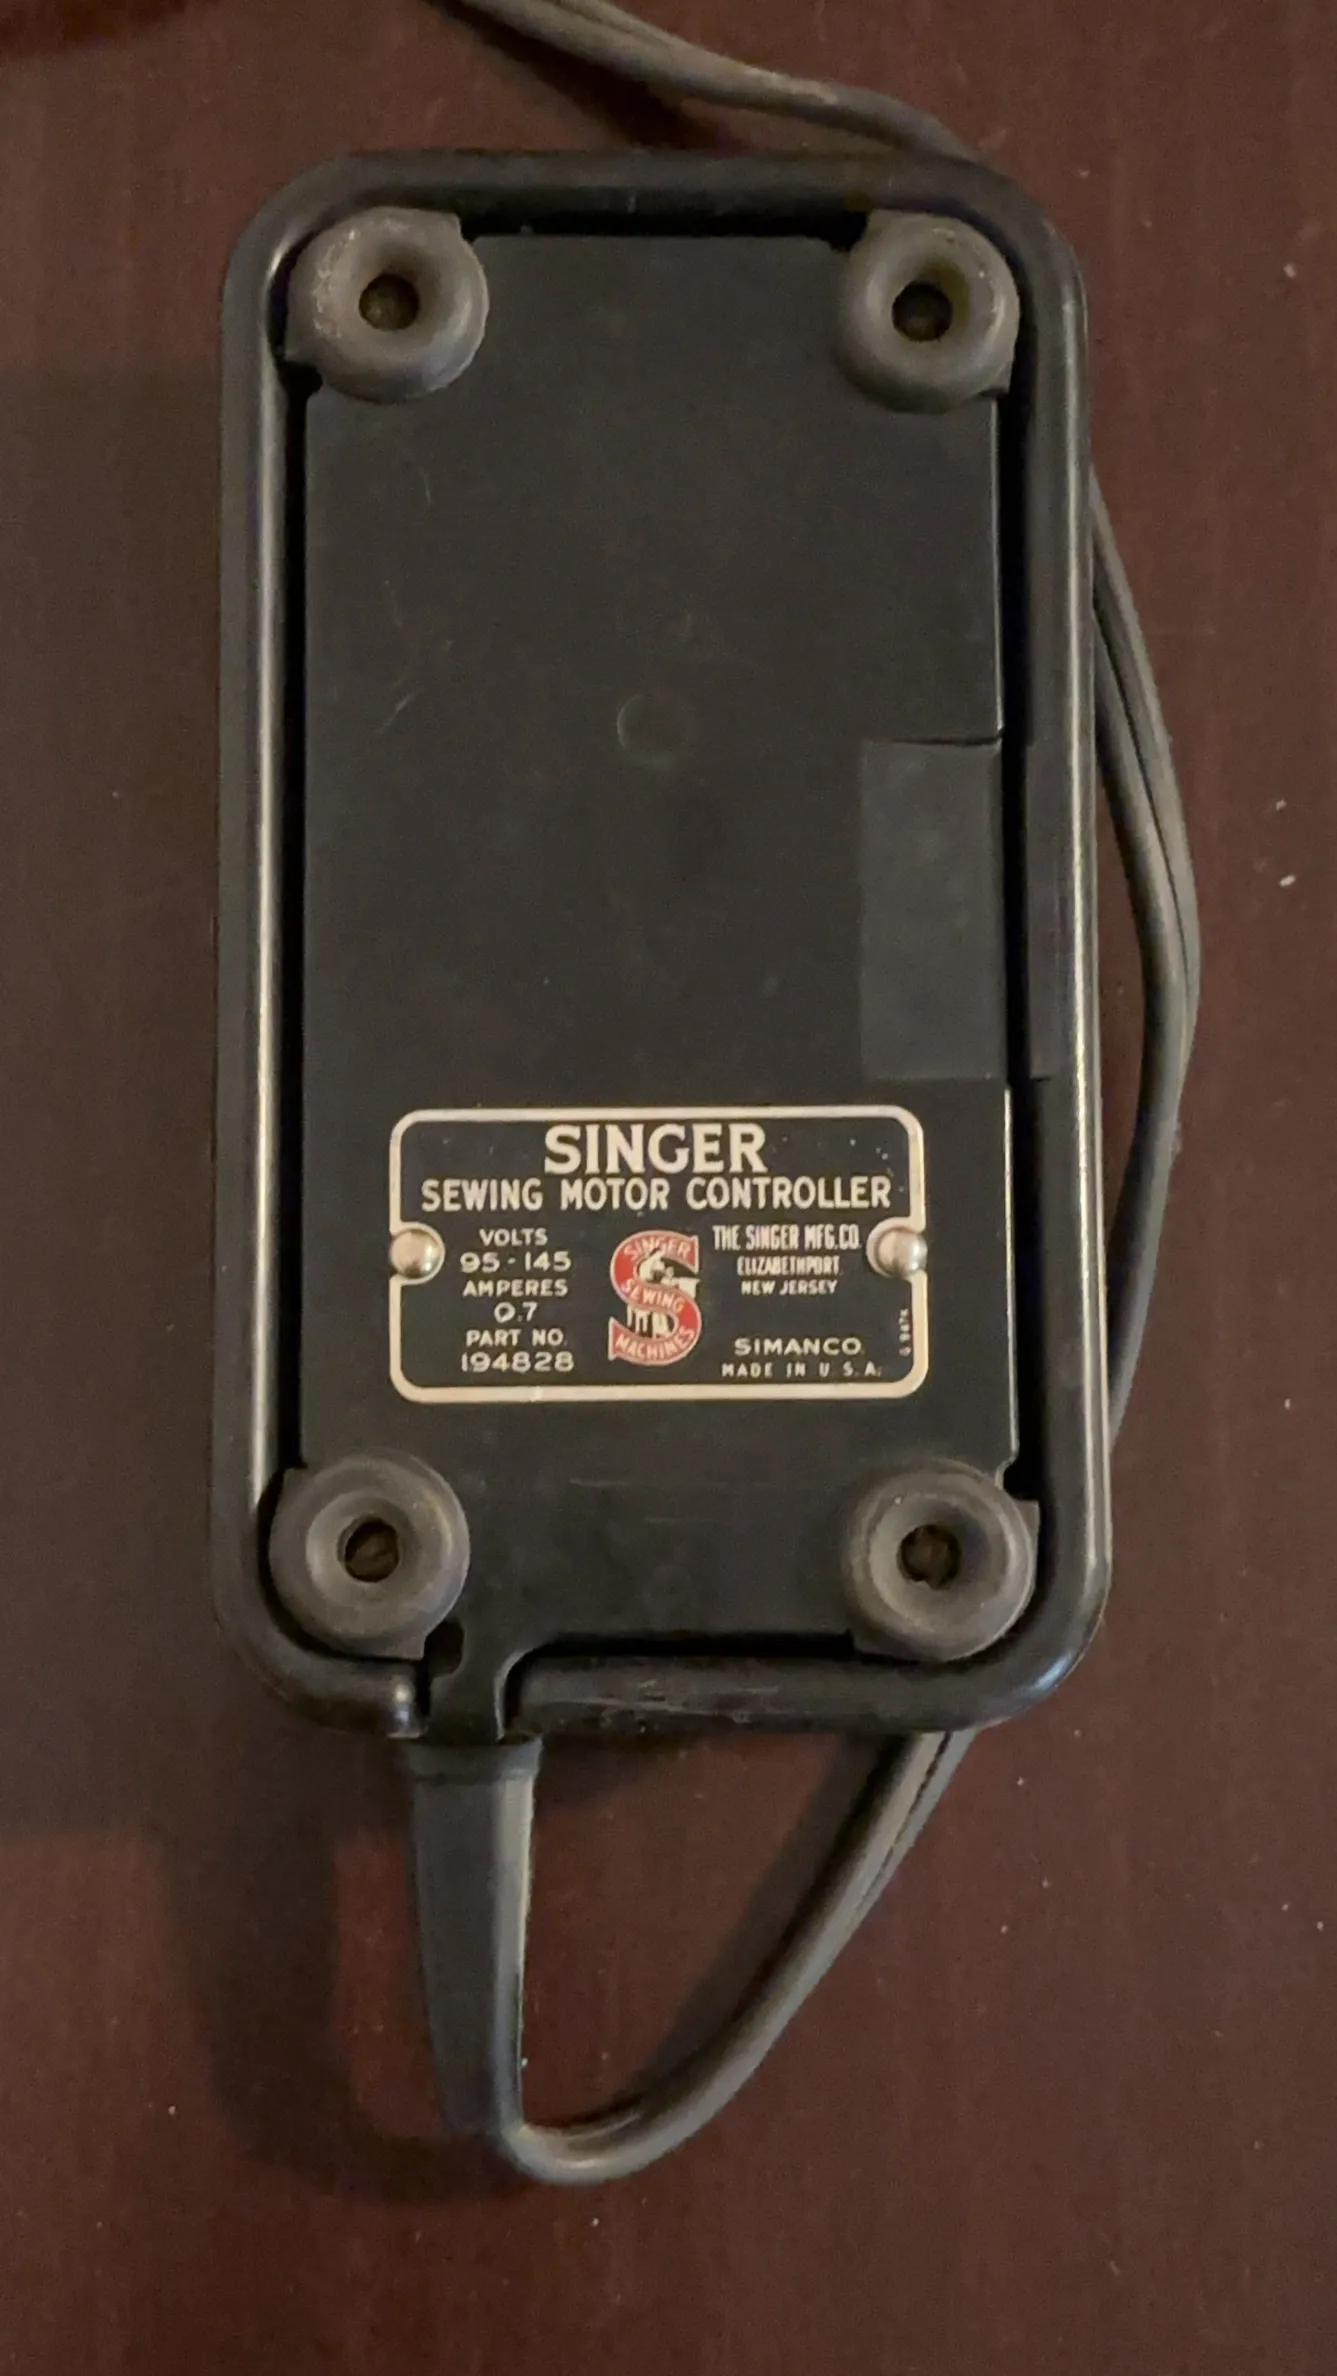 SINGER
SEWING MOTOR CONTROLLER
VOLTS
95-145
AMPERES
0.7
PART NO.
194828
SINGER
SEWING
MACHINES
THE SINGER MFG. CO.
ELIZABETHPORT
NEW JERSEY
SIMANCO
MADE IN U.S.A.